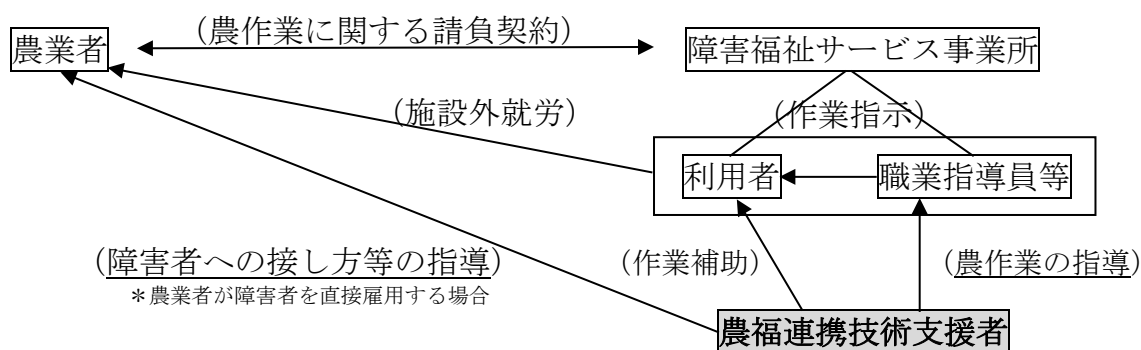 （農作業に関する請負契約）
農業者
障害福祉サービス事業所
（施設外就労）
（作業指示）
利用者
職業指導員等
（障害者への接し方等の指導）
（作業補助）
（農作業の指導）
＊農業者が障害者を直接雇用する場合
農福連携技術支援者